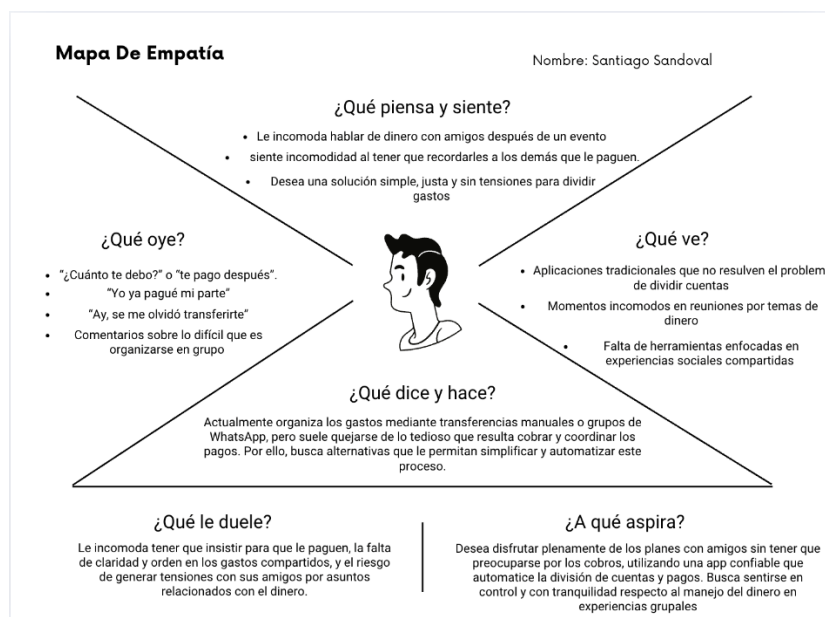 Mapa De Empatía
Nombre: Santiago Sandoval
¿Qué piensa y siente?
• Le incomoda hablar de dinero con amigos después de un evento
• siente incomodidad al tener que recordarles a los demás que le paguen.
• Desea una solución simple, justa y sin tensiones para dividir
gastos
¿Qué oye?
• “¿Cuánto te debo?” o “te pago después”.
• “Yo ya pagué mi parte”
• “Ay, se me olvidó transferirte”
• Comentarios sobre lo difícil que es
organizarse en grupo
¿Qué ve?
• Aplicaciones tradicionales que no resuelven el problem
de dividir cuentas
• Momentos incomodos en reuniones por temas de
dinero
• Falta de herramientas enfocadas en
experiencias sociales compartidas
¿Qué dice y hace?
Actualmente organiza los gastos mediante transferencias manuales o grupos de
WhatsApp, pero suele quejarse de lo tedioso que resulta cobrar y coordinar los
pagos. Por ello, busca alternativas que le permitan simplificar y automatizar este
proceso.
¿Qué le duele?
Le incomoda tener que insistir para que le paguen, la falta
de claridad y orden en los gastos compartidos, y el riesgo
de generar tensiones con sus amigos por asuntos
relacionados con el dinero.
¿A qué aspira?
Desea disfrutar plenamente de los planes con amigos sin tener que
preocuparse por los cobros, utilizando una app confiable que
automatice la división de cuentas y pagos. Busca sentirse en
control y con tranquilidad respecto al manejo del dinero en
experiencias grupales